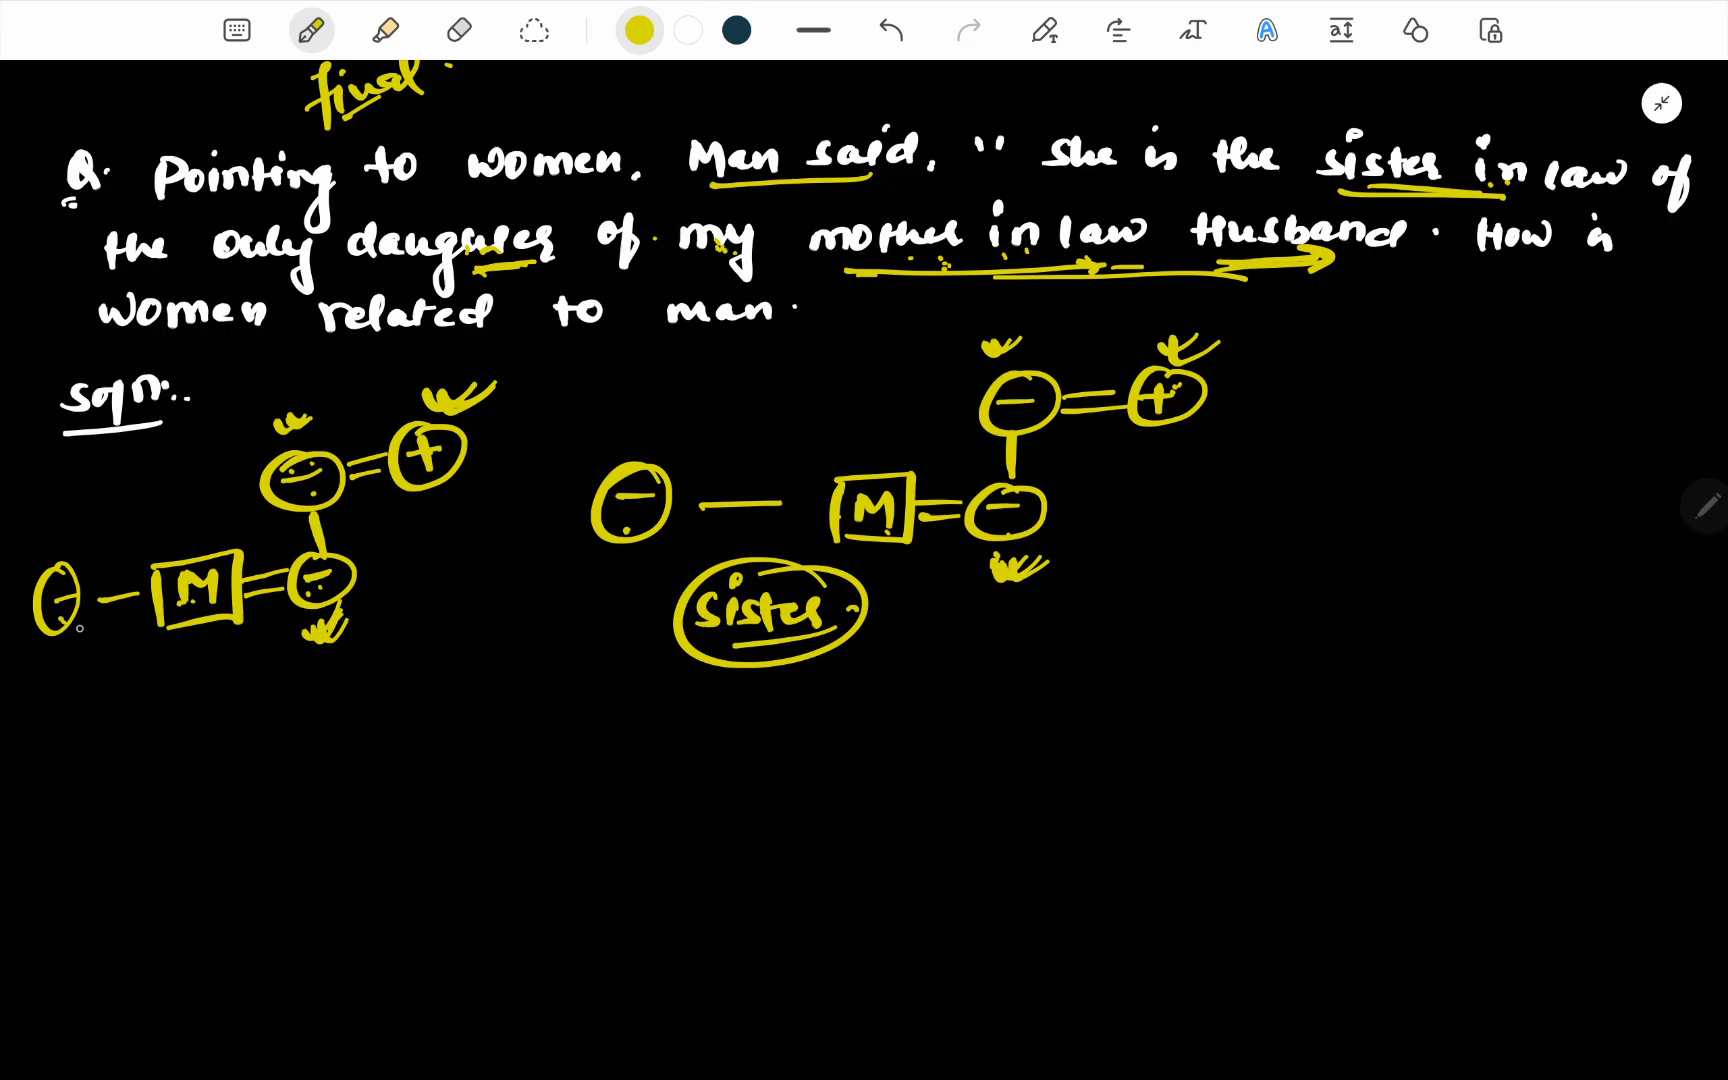 final.
Q. Pointing to women. Man said. " She is the sister in law of
the only daugnter of my mother in law Husband. How is
women related to man.
soln..
- = +
- = +
- — M = -
- — M = -
sister